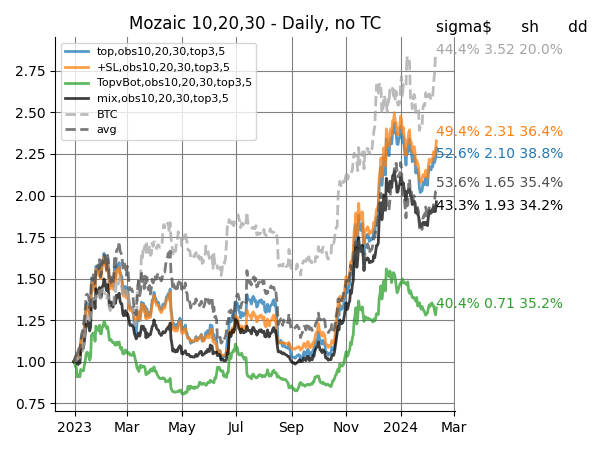 Mozaic 10,20,30 - Daily, no TC
sigma$ sh dd
top,obs10,20,30,top3,5
+SL,obs10,20,30,top3,5
TopvBot,obs10,20,30,top3,5
mix,obs10,20,30,top3,5
BTC
avg
44.4% 3.52 20.0%
49.4% 2.31 36.4%
52.6% 2.10 38.8%
53.6% 1.65 35.4%
43.3% 1.93 34.2%
40.4% 0.71 35.2%
2.75
2.50
2.25
2.00
1.75
1.50
1.25
1.00
0.75
2023 Mar May Jul Sep Nov 2024 Mar